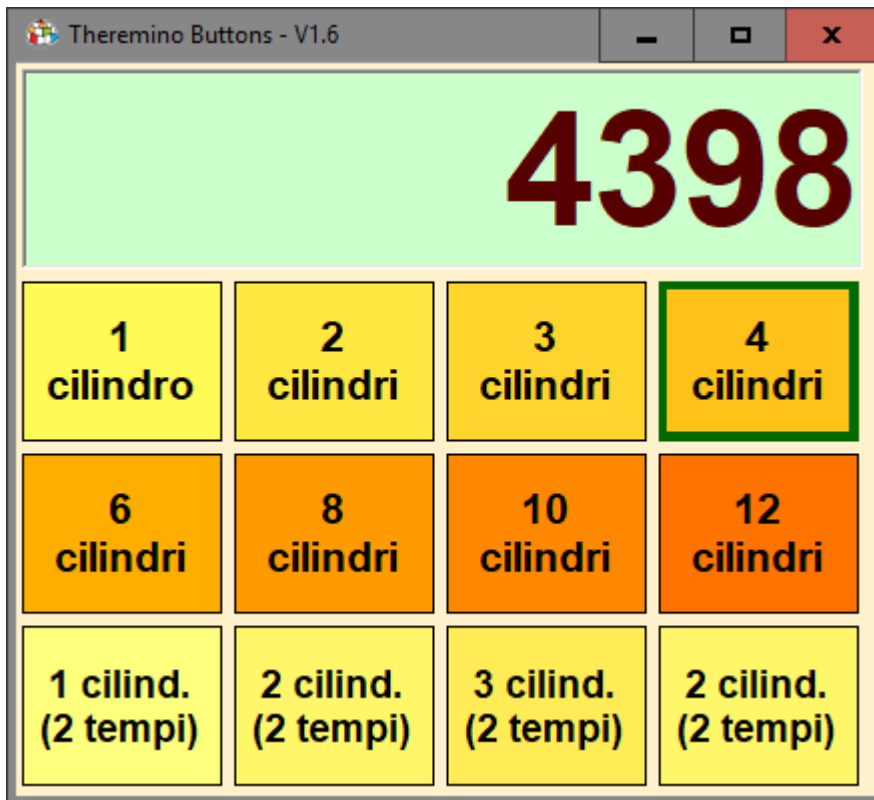 Theremino Buttons - V1.6
4398
1
cilindro
2
cilindri
3
cilindri
4
cilindri
6
cilindri
8
cilindri
10
cilindri
12
cilindri
1 cilind.
(2 tempi)
2 cilind.
(2 tempi)
3 cilind.
(2 tempi)
2 cilind.
(2 tempi)